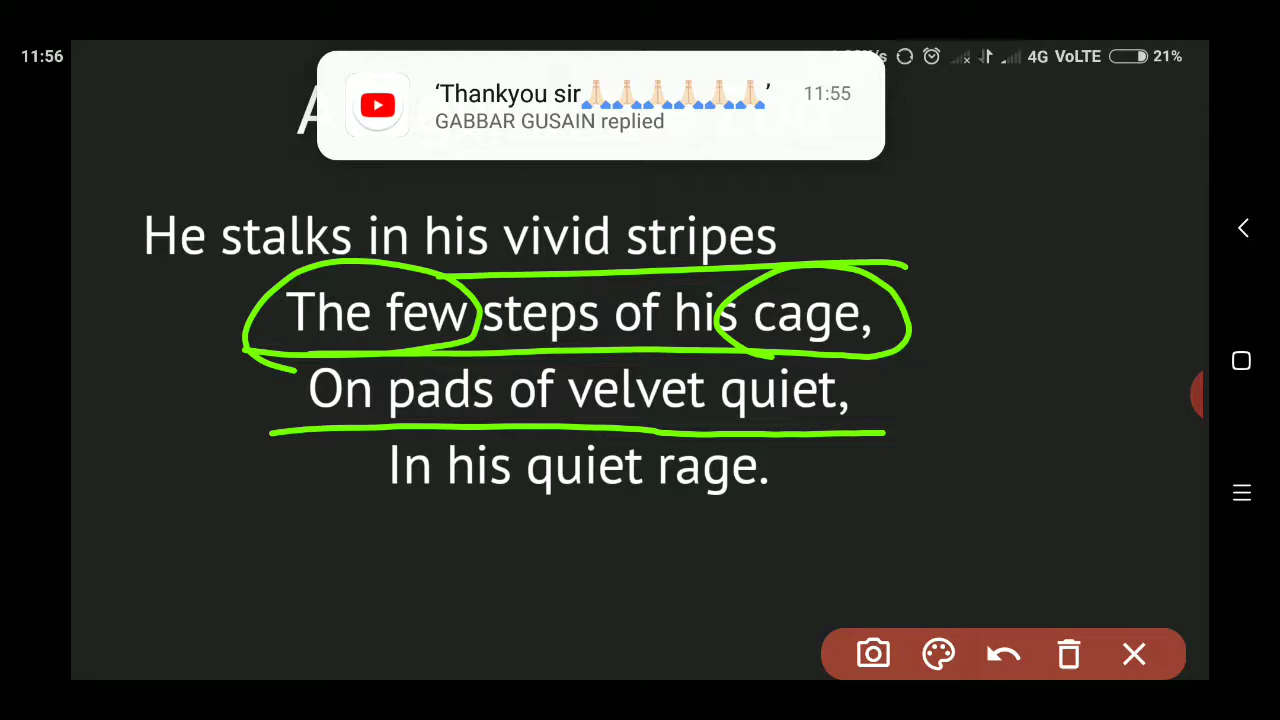 11:56
4G VoLTE 21%
‘Thankyou sir🙏🏻🙏🏻🙏🏻🙏🏻🙏🏻🙏🏻’ 11:55
GABBAR GUSAIN replied
He stalks in his vivid stripes
The few steps of his cage,
On pads of velvet quiet,
In his quiet rage.